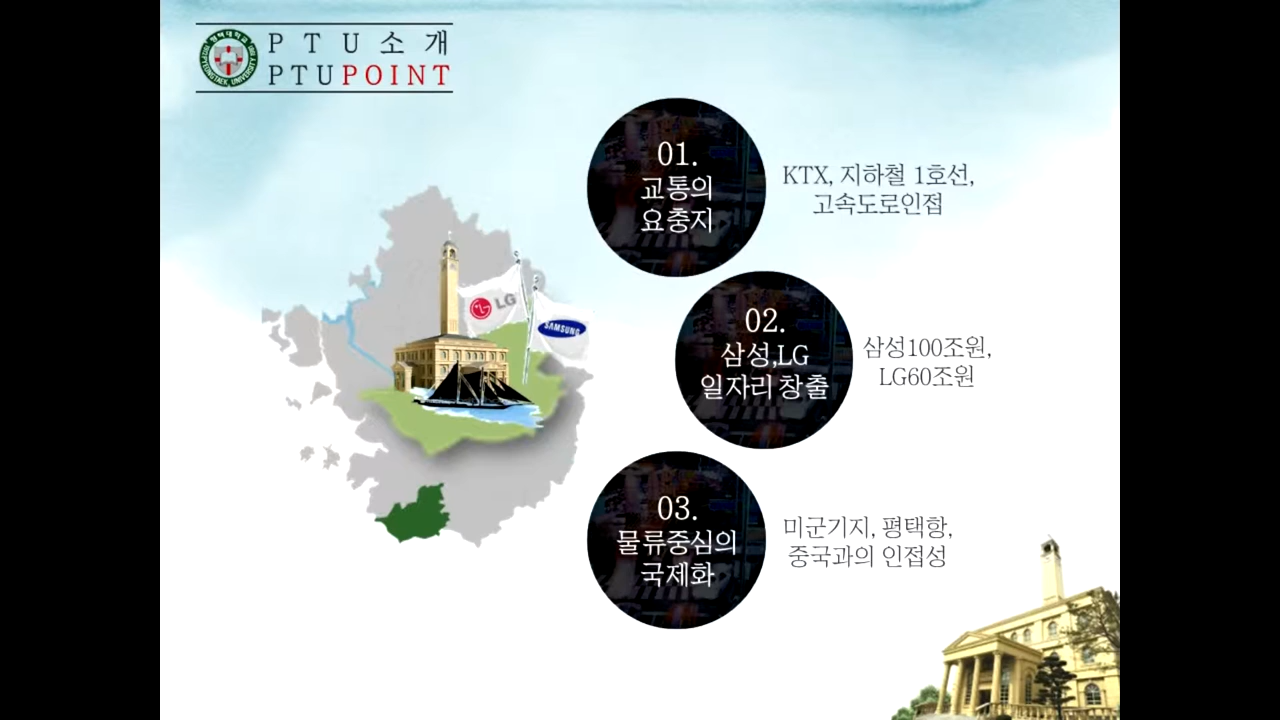 PTU소개
PTUPOINT
01.
교통의
요충지
KTX, 지하철 1호선,
고속도로인접
LG
SAMSUNG
02.
삼성,LG
일자리 창출
삼성100조원,
LG60조원
03.
물류중심의
국제화
미군기지, 평택항,
중국과의 인접성